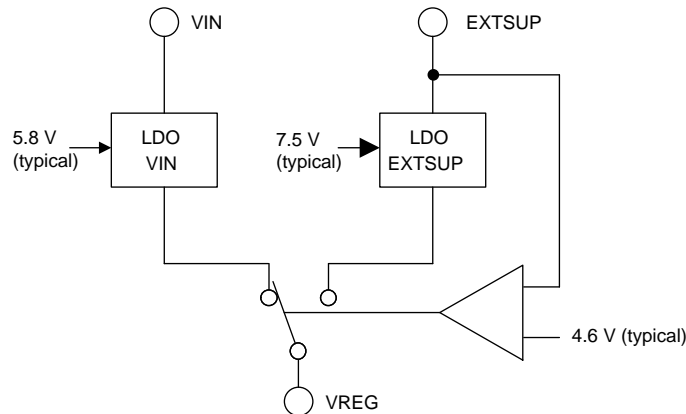 VIN
EXTSUP
5.8 V
(typical)
LDO
VIN
7.5 V
(typical)
LDO
EXTSUP
4.6 V (typical)
VREG